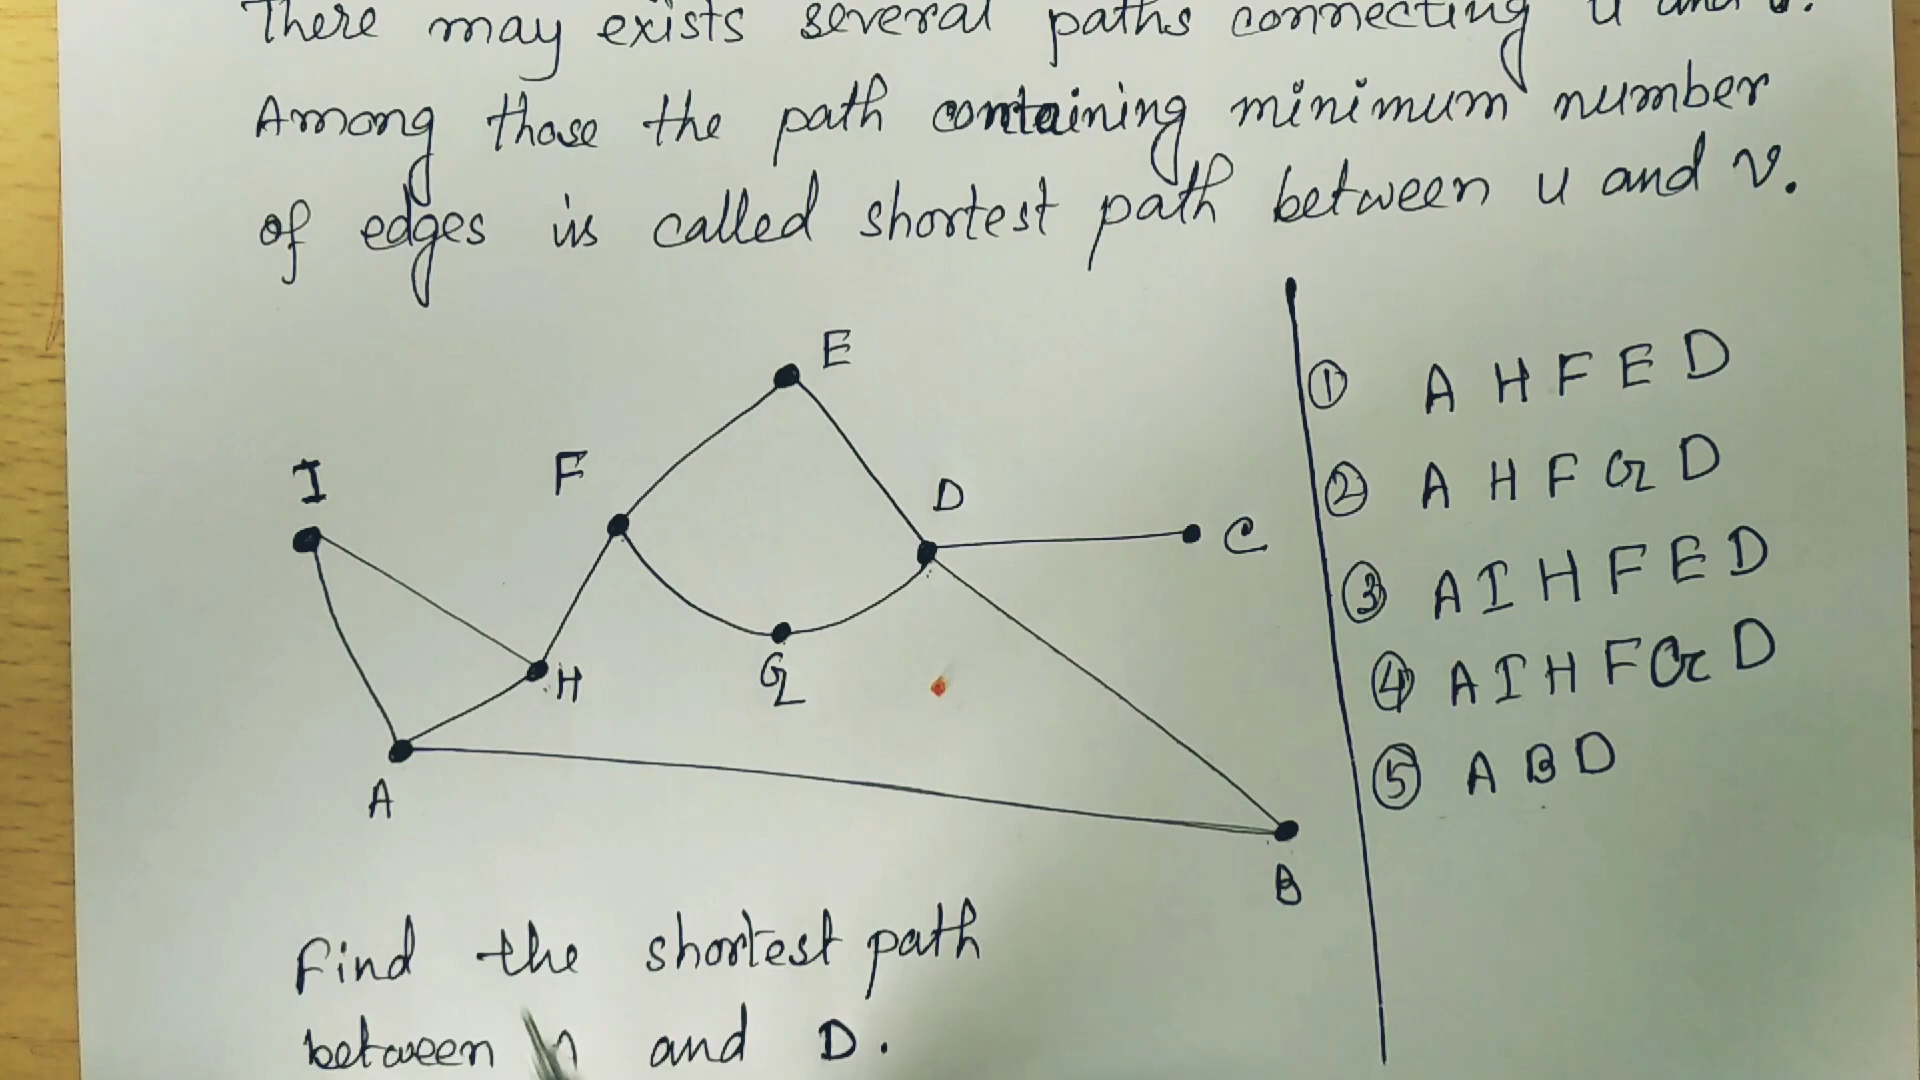 There may exists several paths connecting u and v.
Among those the path containing minimum number
of edges is called shortest path between u and v.
E
I
F
D
C
H
G
A
B
① A H F E D
② A H F G D
③ A I H F E D
④ A I H F G D
⑤ A B D
Find the shortest path
between and D.